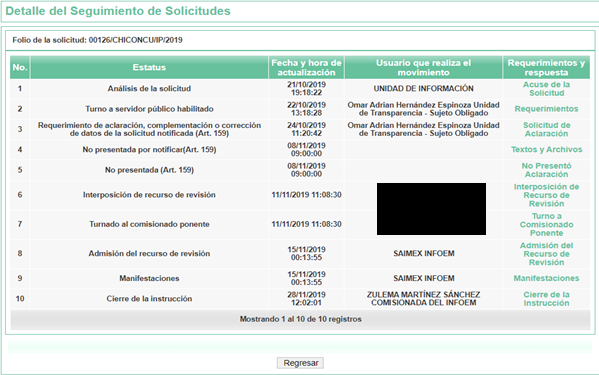 Detalle del Seguimiento de Solicitudes
Folio de la solicitud: 00126/CHICONCU/IP/2019
No. Estatus Fecha y hora de actualización Usuario que realiza el movimiento Requerimientos y respuesta
1 Análisis de la solicitud 21/10/2019 19:18:22 UNIDAD DE INFORMACIÓN Acuse de la Solicitud
2 Turno a servidor público habilitado 22/10/2019 13:18:28 Omar Adrian Hernández Espinoza Unidad de Transparencia - Sujeto Obligado Requerimientos
3 Requerimiento de aclaración, complementación o corrección de datos de la solicitud notificada (Art. 159) 24/10/2019 11:20:42 Omar Adrian Hernández Espinoza Unidad de Transparencia - Sujeto Obligado Solicitud de Aclaración
4 No presentada por notificar(Art. 159) 08/11/2019 09:00:00 Textos y Archivos
5 No presentada (Art. 159) 08/11/2019 09:00:00 No Presentó Aclaración
6 Interposición de recurso de revisión 11/11/2019 11:08:30 Interposición de Recurso de Revisión
7 Turnado al comisionado ponente 11/11/2019 11:08:30 Turno a Comisionado Ponente
8 Admisión del recurso de revisión 15/11/2019 00:13:55 SAIMEX INFOEM Admisión del Recurso de Revisión
9 Manifestaciones 15/11/2019 00:13:55 SAIMEX INFOEM Manifestaciones
10 Cierre de la instrucción 28/11/2019 12:02:01 ZULEMA MARTÍNEZ SÁNCHEZ COMISIONADA DEL INFOEM Cierre de la Instrucción
Mostrando 1 al 10 de 10 registros
Regresar